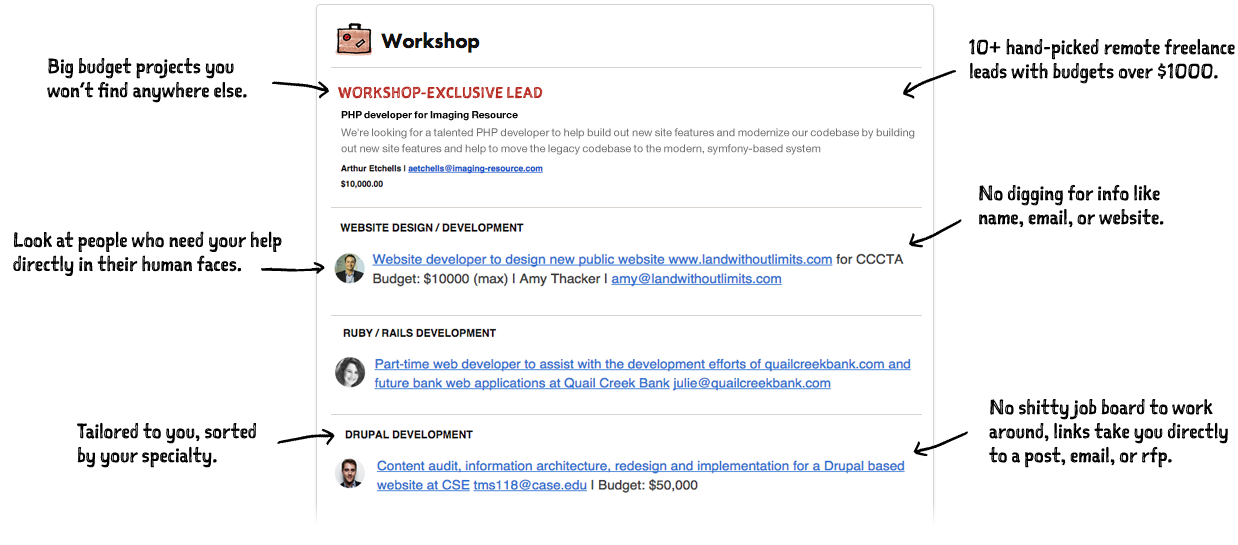 Workshop
Big budget projects you
won't find anywhere else.
10+ hand-picked remote freelance
leads with budgets over $1000.
WORKSHOP-EXCLUSIVE LEAD
PHP developer for Imaging Resource
We're looking for a talented PHP developer to help build out new site features and modernize our codebase by building
out new site features and help to move the legacy codebase to the modern, symfony-based system
Arthur Etchells | aetchells@imaging-resource.com
$10,000.00
No digging for info like
name, email, or website.
Look at people who need your help
directly in their human faces.
WEBSITE DESIGN / DEVELOPMENT
Website developer to design new public website www.landwithoutlimits.com for CCCTA
Budget: $10000 (max) | Amy Thacker | amy@landwithoutlimits.com
RUBY / RAILS DEVELOPMENT
Part-time web developer to assist with the development efforts of quailcreekbank.com and
future bank web applications at Quail Creek Bank julie@quailcreekbank.com
Tailored to you, sorted
by your specialty.
No shitty job board to work
around, links take you directly
to a post, email, or rfp.
DRUPAL DEVELOPMENT
Content audit, information architecture, redesign and implementation for a Drupal based
website at CSE tms118@case.edu | Budget: $50,000